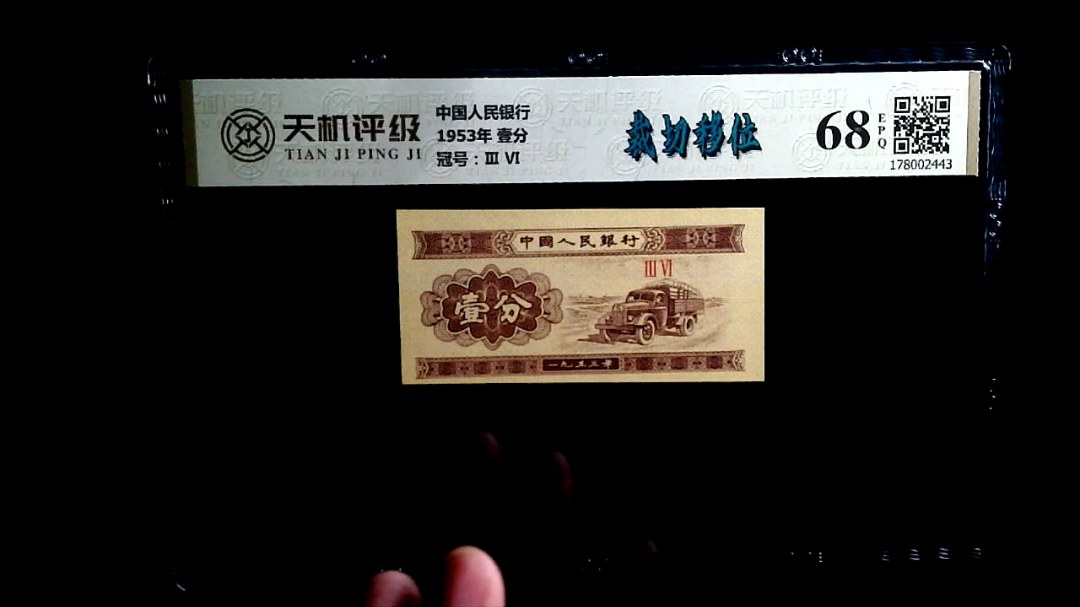 天机评级
TIAN JI PING JI
中国人民银行
1953年 壹分
冠号：Ⅲ Ⅵ
裁切移位
68
EPQ
178002443
中國人民銀行
Ⅲ Ⅵ
壹分
一九五三年